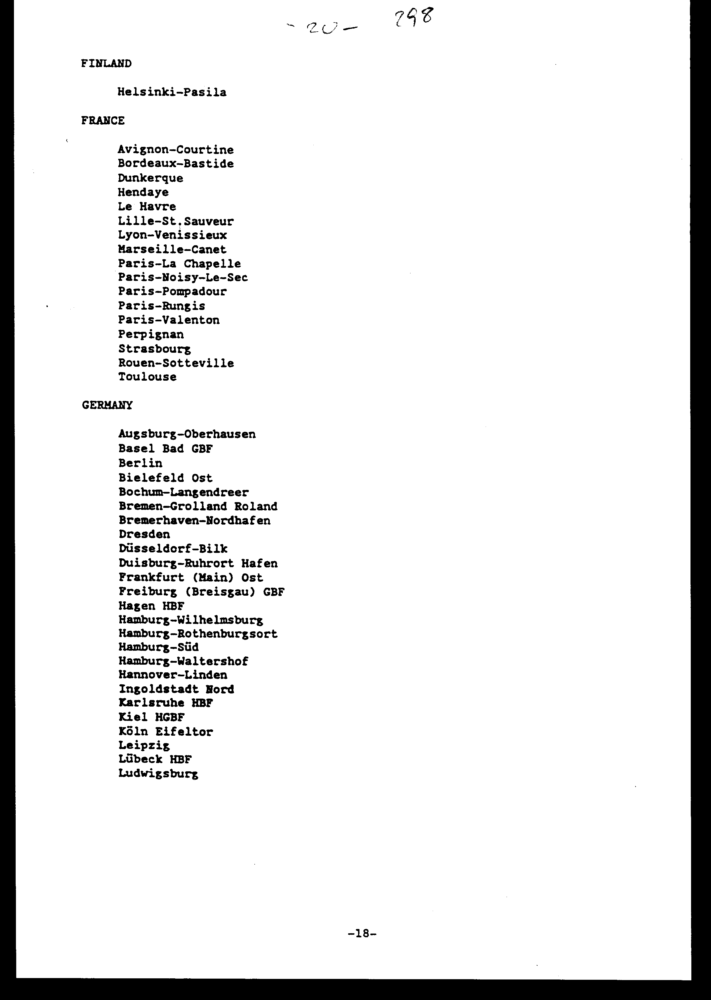 - 20 - 298
FINLAND
Helsinki-Pasila
FRANCE
Avignon-Courtine
Bordeaux-Bastide
Dunkerque
Hendaye
Le Havre
Lille-St.Sauveur
Lyon-Venissieux
Marseille-Canet
Paris-La Chapelle
Paris-Noisy-Le-Sec
Paris-Pompadour
Paris-Rungis
Paris-Valenton
Perpignan
Strasbourg
Rouen-Sotteville
Toulouse
GERMANY
Augsburg-Oberhausen
Basel Bad GBF
Berlin
Bielefeld Ost
Bochum-Langendreer
Bremen-Grolland Roland
Bremerhaven-Nordhafen
Dresden
Düsseldorf-Bilk
Duisburg-Ruhrort Hafen
Frankfurt (Main) Ost
Freiburg (Breisgau) GBF
Hagen HBF
Hamburg-Wilhelmsburg
Hamburg-Rothenburgsort
Hamburg-Süd
Hamburg-Waltershof
Hannover-Linden
Ingoldstadt Nord
Karlsruhe HBF
Kiel HGBF
Köln Eifeltor
Leipzig
Lübeck HBF
Ludwigsburg
-18-